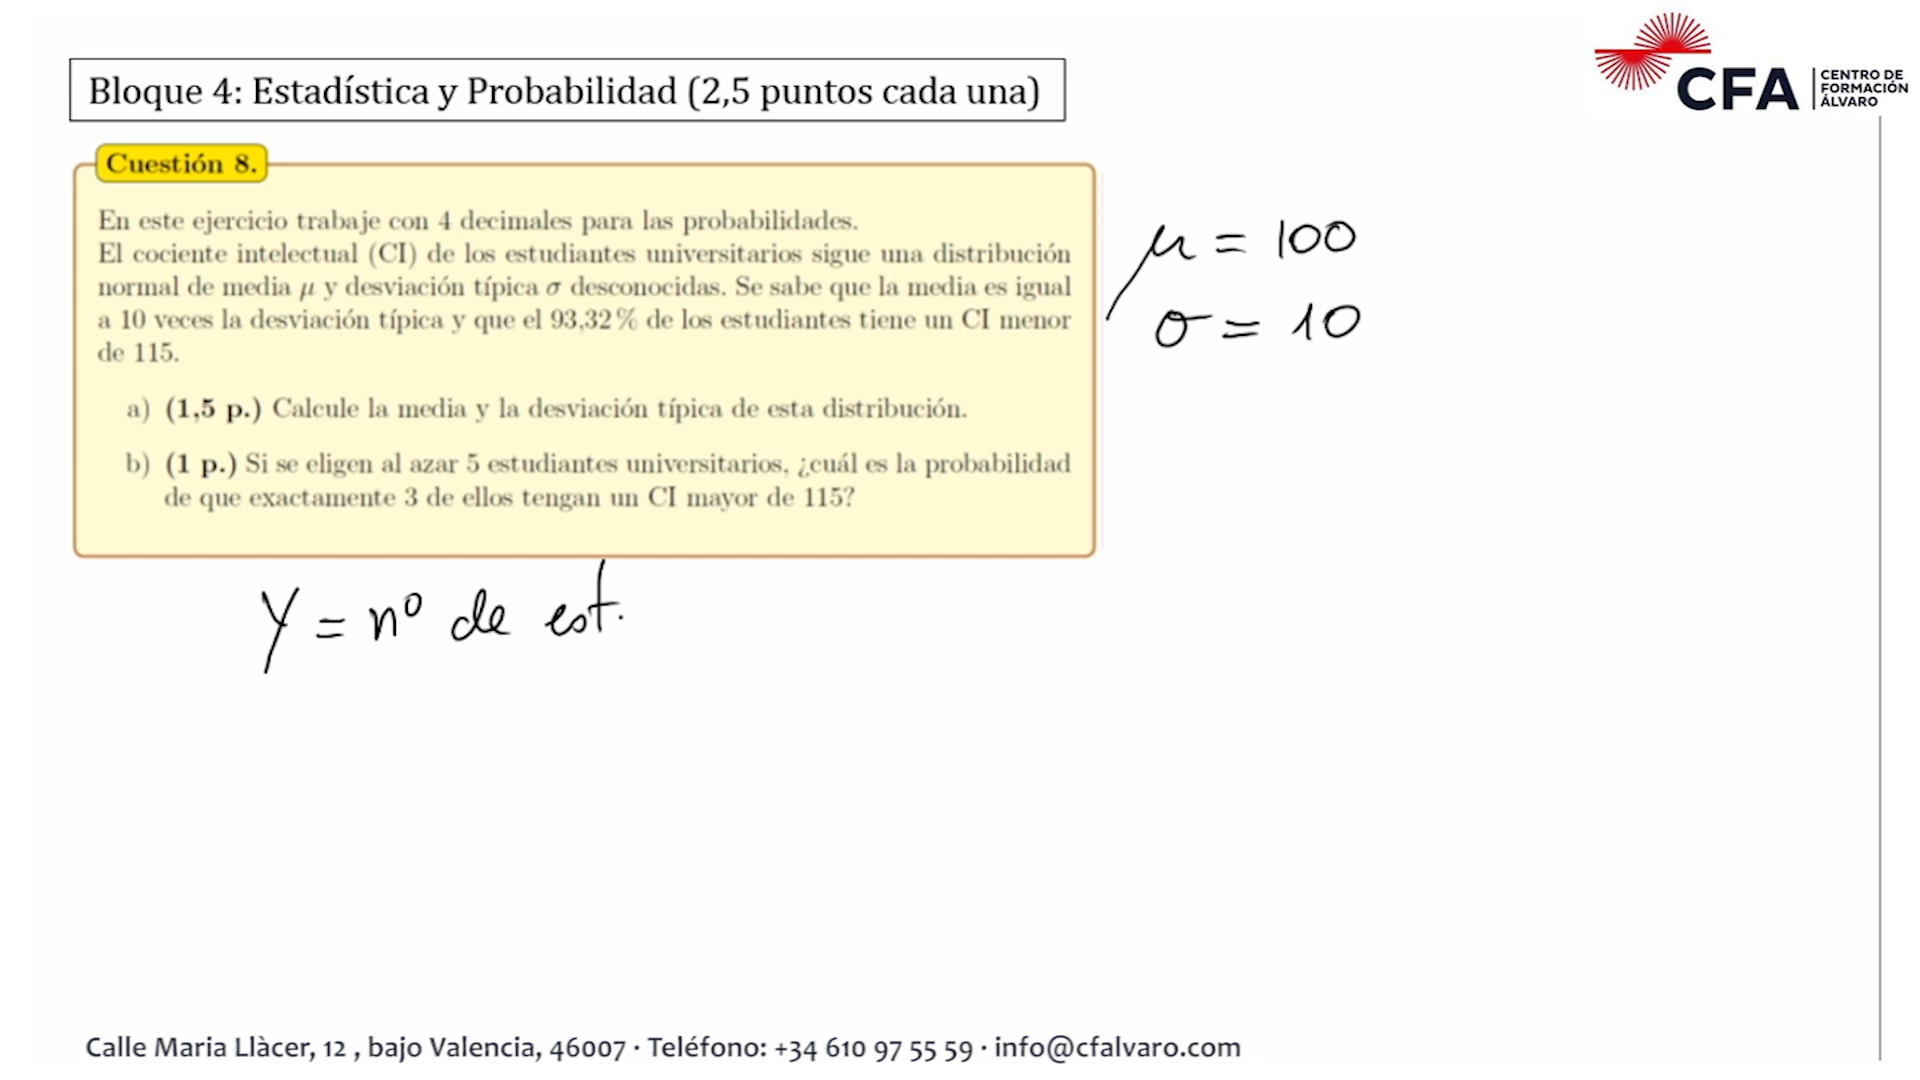 Bloque 4: Estadística y Probabilidad (2,5 puntos cada una)
CFA
CENTRO DE
FORMACIÓN
ÁLVARO
Cuestión 8.
En este ejercicio trabaje con 4 decimales para las probabilidades.
El cociente intelectual (CI) de los estudiantes universitarios sigue una distribución
normal de media μ y desviación típica σ desconocidas. Se sabe que la media es igual
a 10 veces la desviación típica y que el 93,32 % de los estudiantes tiene un CI menor
de 115.
a) (1,5 p.) Calcule la media y la desviación típica de esta distribución.
b) (1 p.) Si se eligen al azar 5 estudiantes universitarios, ¿cuál es la probabilidad
de que exactamente 3 de ellos tengan un CI mayor de 115?
μ = 100
σ = 10
Y = nº de est.
Calle Maria Llàcer, 12 , bajo Valencia, 46007 · Teléfono: +34 610 97 55 59 · info@cfalvaro.com